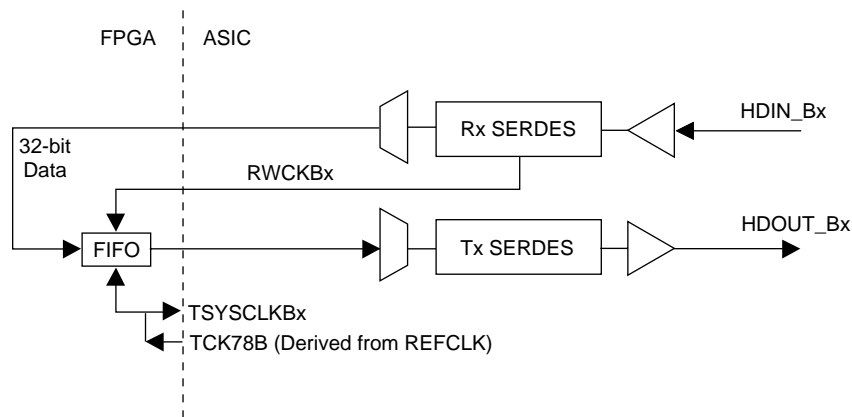 FPGA
ASIC
Rx SERDES
HDIN_Bx
32-bit
Data
RWCKBx
FIFO
Tx SERDES
HDOUT_Bx
TSYSCLKBx
TCK78B (Derived from REFCLK)